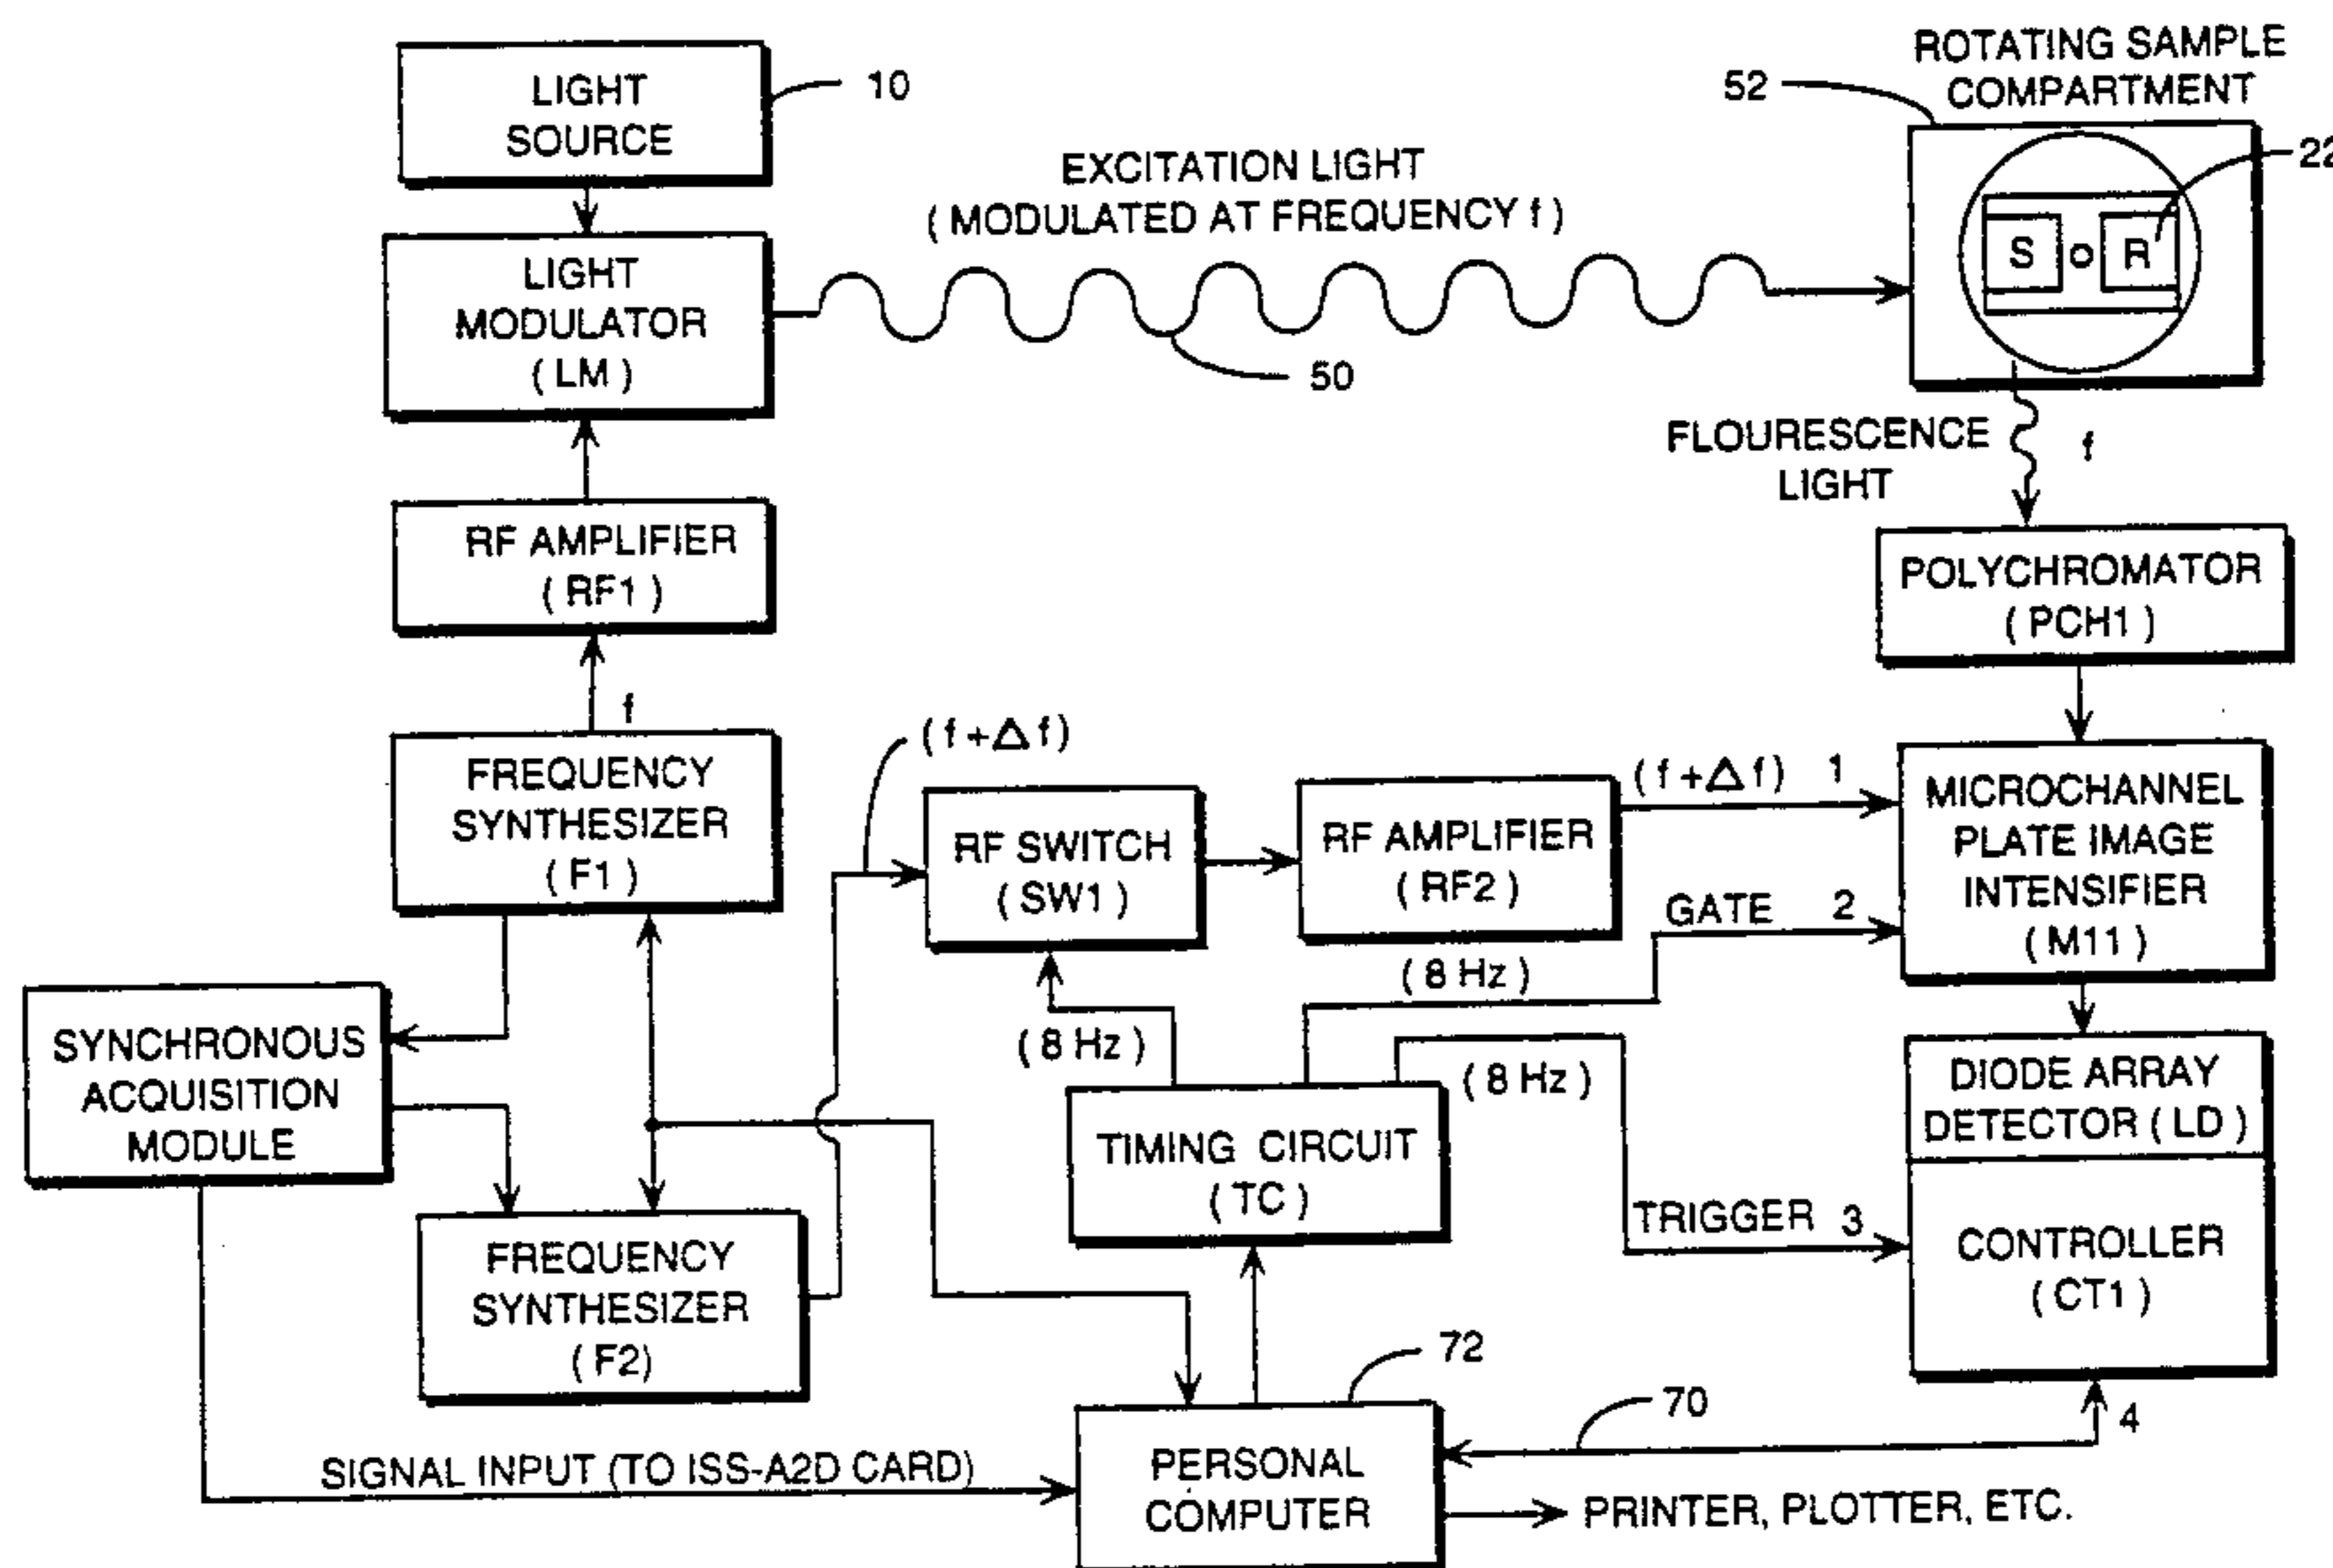 LIGHT
SOURCE
10
ROTATING SAMPLE
COMPARTMENT
52
22
S
R
EXCITATION LIGHT
( MODULATED AT FREQUENCY f )
50
LIGHT
MODULATOR
( LM )
FLOURESCENCE
LIGHT
f
RF AMPLIFIER
( RF1 )
POLYCHROMATOR
( PCH1 )
f
FREQUENCY
SYNTHESIZER
( F1 )
( f + Δ f )
RF SWITCH
( SW1 )
RF AMPLIFIER
( RF2 )
( f + Δ f ) 1
GATE 2
MICROCHANNEL
PLATE IMAGE
INTENSIFIER
( M11 )
( 8 Hz )
( 8 Hz )
( 8 Hz )
SYNCHRONOUS
ACQUISITION
MODULE
TIMING CIRCUIT
( TC )
DIODE ARRAY
DETECTOR ( LD )
TRIGGER 3
CONTROLLER
( CT1 )
FREQUENCY
SYNTHESIZER
( F2 )
72
70
4
SIGNAL INPUT (TO ISS-A2D CARD)
PERSONAL
COMPUTER
PRINTER, PLOTTER, ETC.